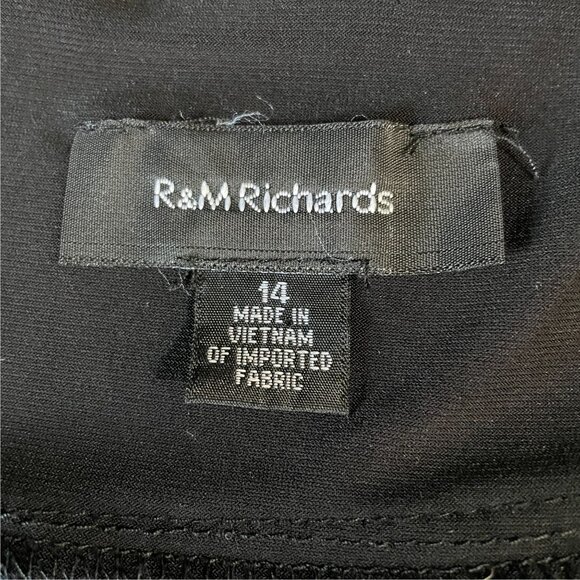 R&M Richards
14
MADE IN
VIETNAM
OF IMPORTED
FABRIC